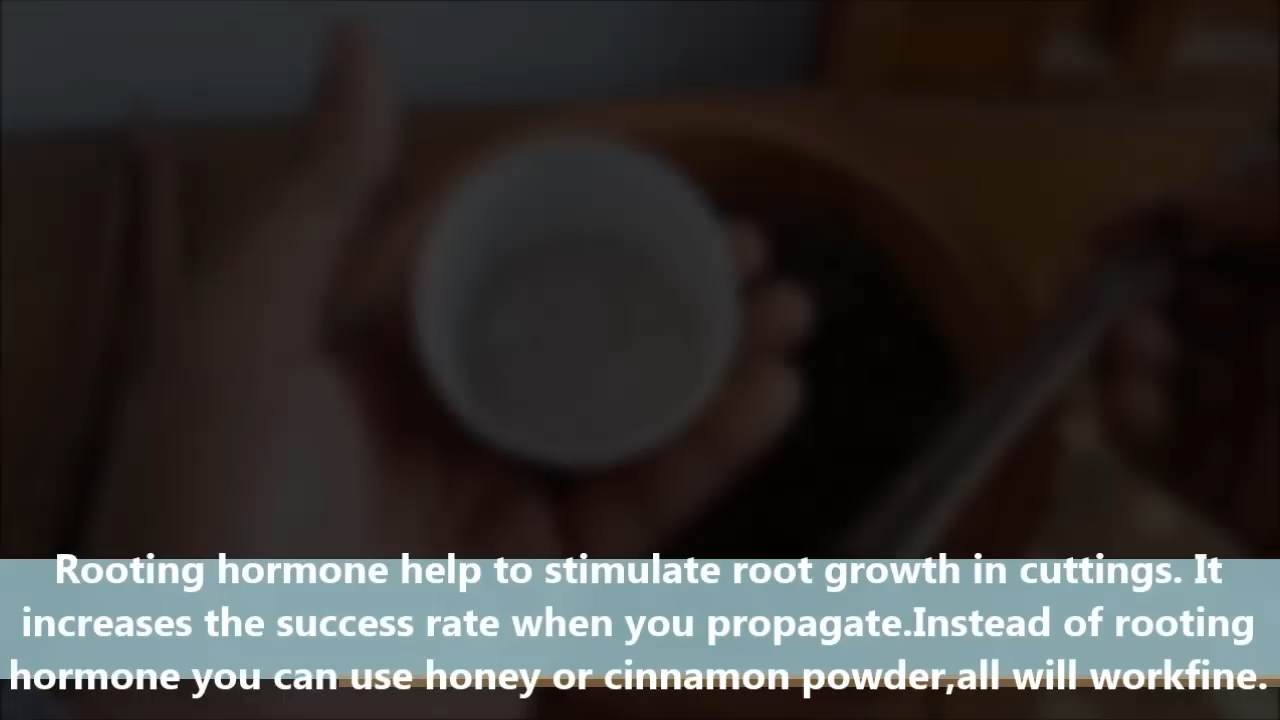 Rooting hormone help to stimulate root growth in cuttings. It
increases the success rate when you propagate.Instead of rooting
hormone you can use honey or cinnamon powder,all will workfine.